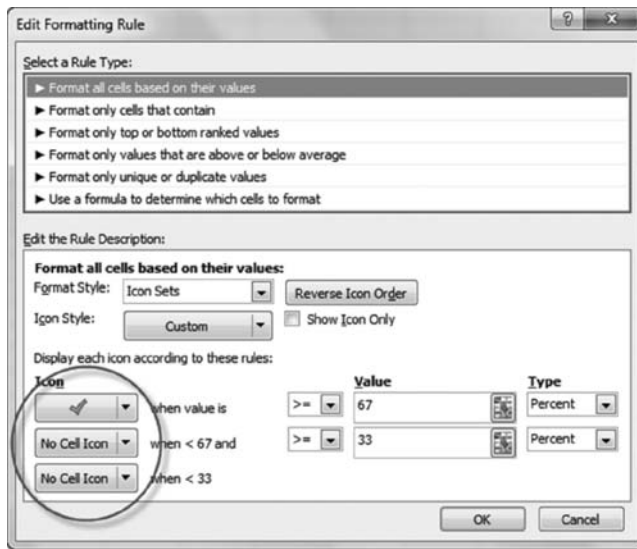 Edit Formatting Rule
Select a Rule Type:
► Format all cells based on their values
► Format only cells that contain
► Format only top or bottom ranked values
► Format only values that are above or below average
► Format only unique or duplicate values
► Use a formula to determine which cells to format
Edit the Rule Description:
Format all cells based on their values:
Format Style: Icon Sets Reverse Icon Order
Icon Style: Custom Show Icon Only
Display each icon according to these rules:
Icon Value Type
when value is >= 67 Percent
No Cell Icon when < 67 and >= 33 Percent
No Cell Icon when < 33
OK Cancel